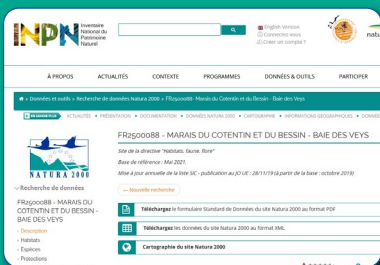 INPN
Inventaire
National du
Patrimoine
Naturel
English Version
Connectez-vous
Créer un compte ?
natu
À PROPOS ACTUALITÉS CONTEXTE PROGRAMMES DONNÉES & OUTILS PARTICIPER
» Données et outils » Recherche de données Natura 2000 » FR2500088 - Marais du Cotentin et du Bessin - Baie des Veys
EN SAVOIR PLUS ACTUALITÉS PRÉSENTATION DOCUMENTATION DONNÉES NATURA 2000 CARTOGRAPHIE INFORMATIONS GÉOGRAPHIQUES
NATURA 2000
Recherche de données
FR2500088 - MARAIS DU
COTENTIN ET DU BESSIN -
BAIE DES VEYS
- Description
- Habitats
- Espèces
- Protections
FR2500088 - MARAIS DU COTENTIN ET DU BESSIN - BAIE DES VEYS
Site de la directive "Habitats, faune, flore"
Base de référence : Mai 2021.
Mise à jour annuelle de la liste SIC - publication au JO UE : 28/11/19 (à partir de la base : octobre 2019)
Nouvelle recherche
Téléchargez le formulaire Standard de Données du site Natura 2000 au format PDF
Téléchargez les données du site Natura 2000 au format XML
Cartographie du site Natura 2000